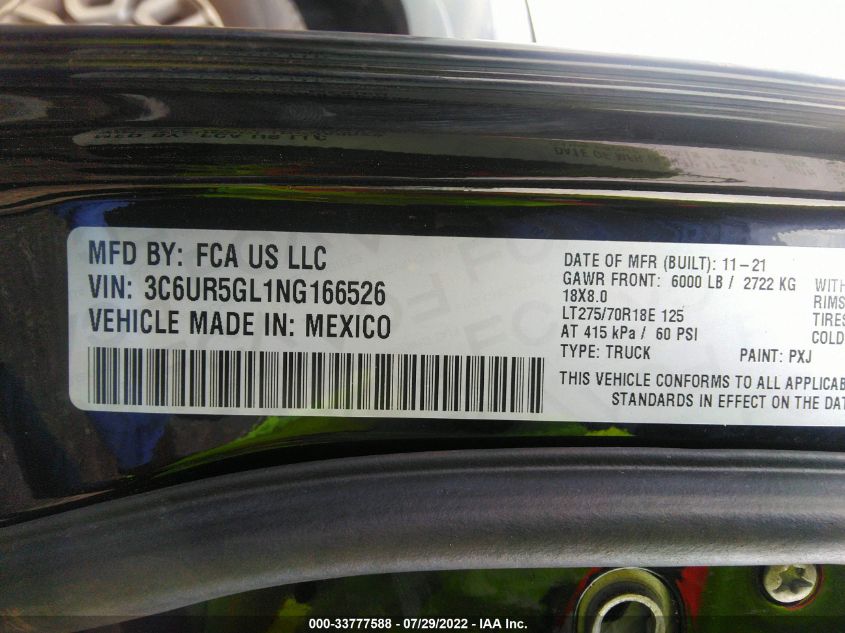 MFD BY: FCA US LLC
VIN: 3C6UR5GL1NG166526
VEHICLE MADE IN: MEXICO
DATE OF MFR (BUILT): 11-21
GAWR FRONT: 6000 LB / 2722 KG WITH
18X8.0 RIMS
LT275/70R18E 125 TIRES
AT 415 kPa / 60 PSI COLD
TYPE: TRUCK PAINT: PXJ
THIS VEHICLE CONFORMS TO ALL APPLICAB
STANDARDS IN EFFECT ON THE DAT
000-33777588 - 07/29/2022 - IAA Inc.